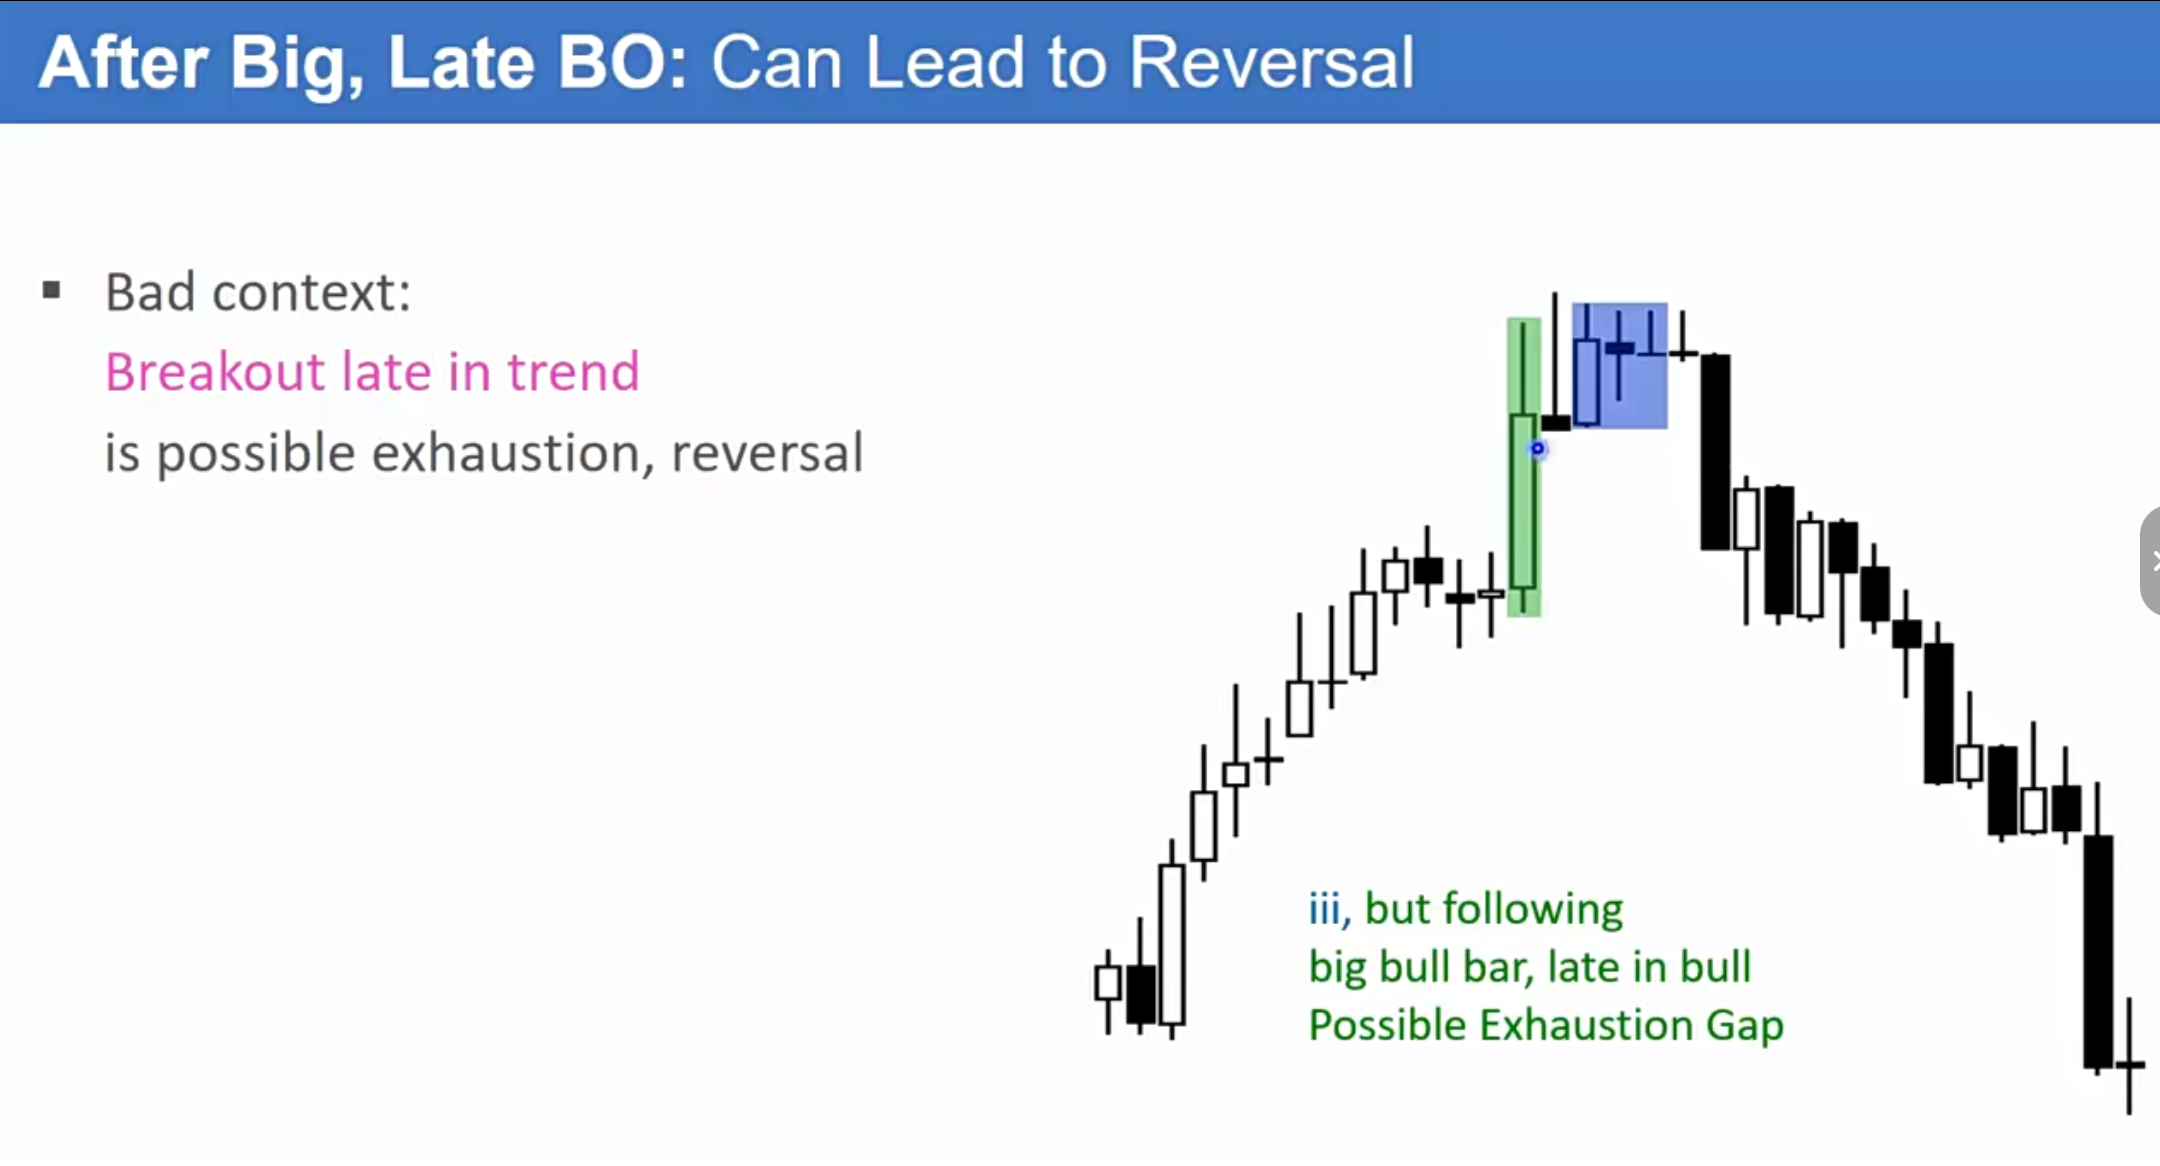 After Big, Late BO: Can Lead to Reversal
▪ Bad context:
Breakout late in trend
is possible exhaustion, reversal
iii, but following
big bull bar, late in bull
Possible Exhaustion Gap